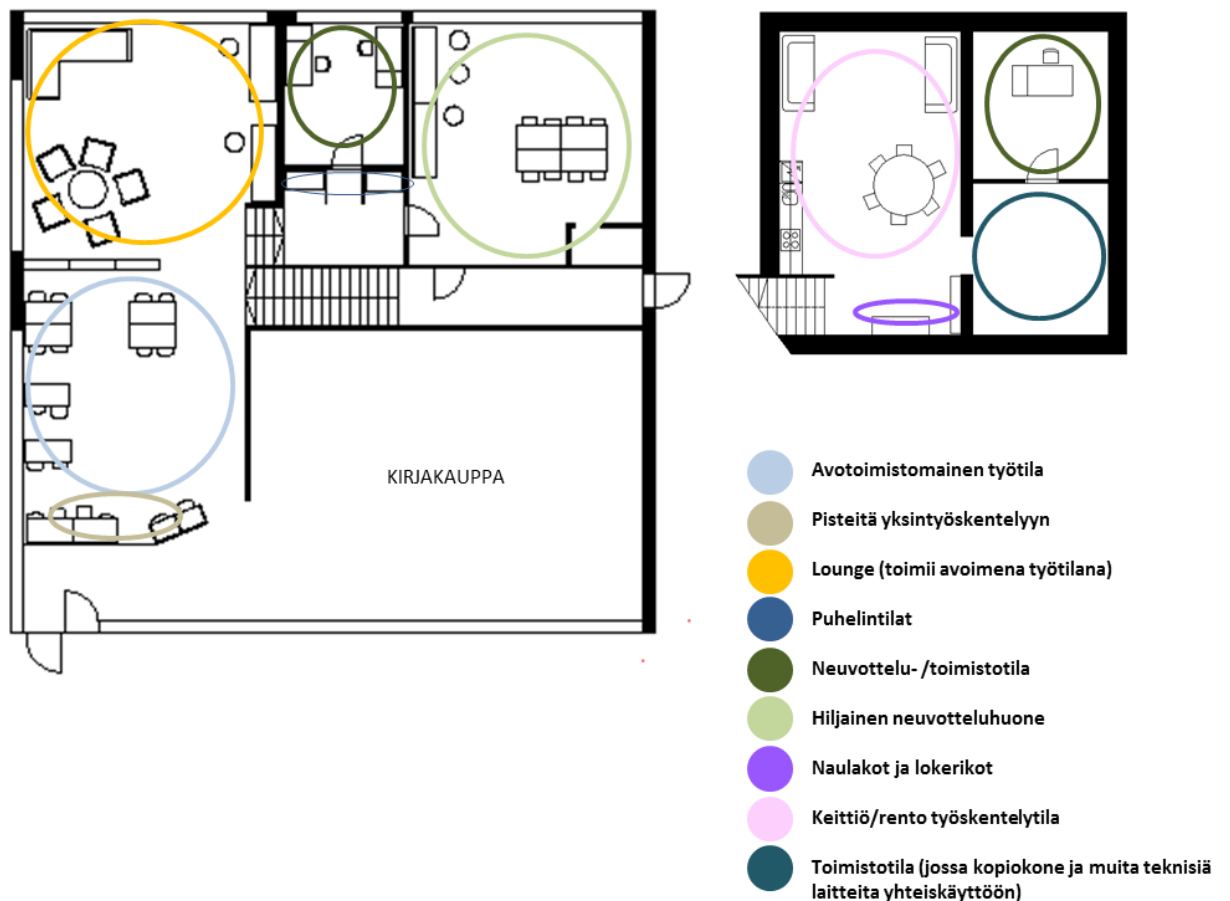 KIRJAKAUPPA
Avotoimistomainen työtila
Pisteitä yksintyöskentelyyn
Lounge (toimii avoimena työtilana)
Puhelintilat
Neuvottelu- /toimistotila
Hiljainen neuvotteluhuone
Naulakot ja lokerikot
Keittiö/rento työskentelytila
Toimistotila (jossa kopiokone ja muita teknisiä
laitteita yhteiskäyttöön)